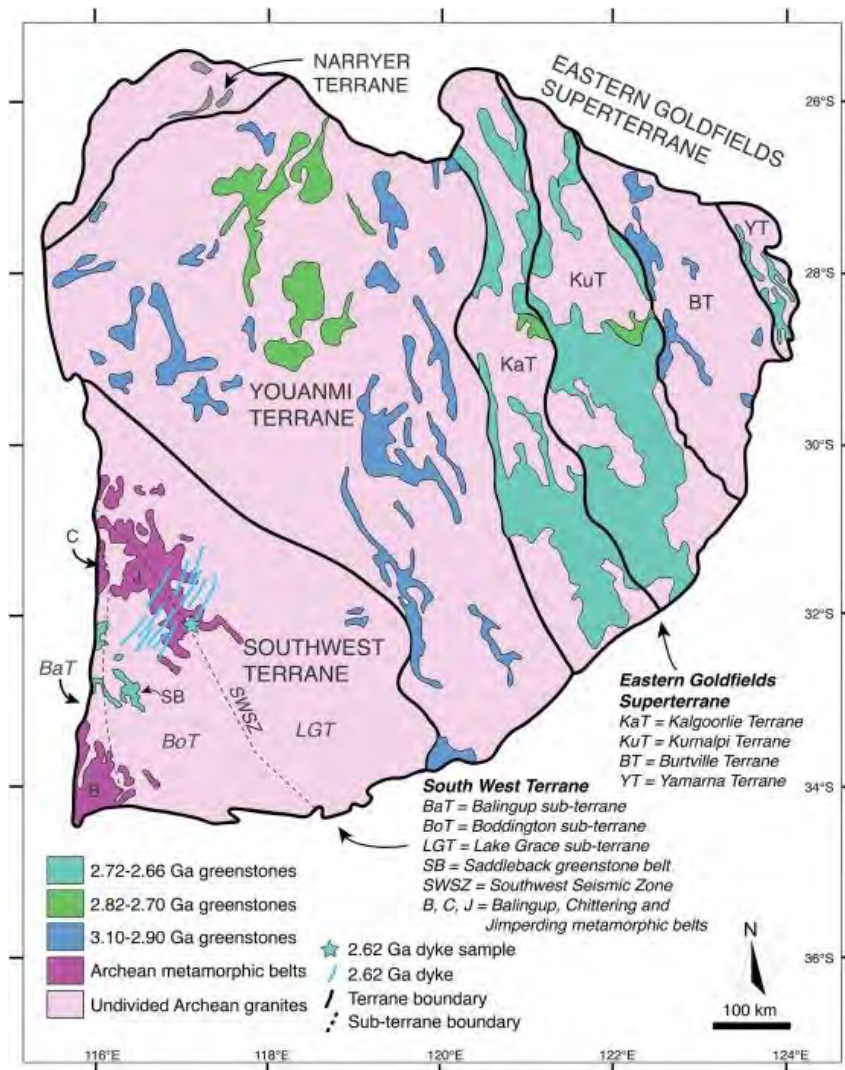 NARRYER
TERRANE
EASTERN GOLDFIELDS
SUPERTERRANE
26°S
YT
28°S
KuT
BT
KaT
YOUANMI
TERRANE
30°S
C
J
32°S
SOUTHWEST
TERRANE
BaT
SB
SWSZ
BoT
LGT
B
Eastern Goldfields
Superterrane
KaT = Kalgoorlie Terrane
KuT = Kurnalpi Terrane
BT = Burtville Terrane
YT = Yamarna Terrane
34°S
South West Terrane
BaT = Balingup sub-terrane
BoT = Boddington sub-terrane
LGT = Lake Grace sub-terrane
SB = Saddleback greenstone belt
SWSZ = Southwest Seismic Zone
B, C, J = Balingup, Chittering and
Jimperding metamorphic belts
2.72-2.66 Ga greenstones
2.82-2.70 Ga greenstones
3.10-2.90 Ga greenstones
Archean metamorphic belts
Undivided Archean granites
2.62 Ga dyke sample
2.62 Ga dyke
Terrane boundary
Sub-terrane boundary
N
100 km
36°S
116°E
118°E
120°E
122°E
124°E